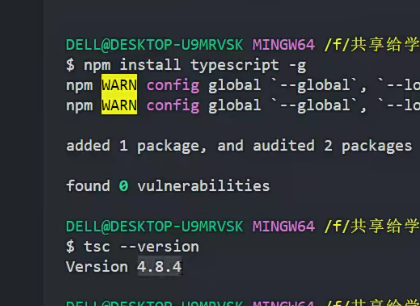 DELL@DESKTOP-U9MRVSK MINGW64 /f/共享给学
$ npm install typescript -g
npm WARN config global `--global`, `--lo
npm WARN config global `--global`, `--lo
added 1 package, and audited 2 packages
found 0 vulnerabilities
DELL@DESKTOP-U9MRVSK MINGW64 /f/共享给学
$ tsc --version
Version 4.8.4
DELL@DESKTOP-U9MRVSK MINGW64 /f/共享给学